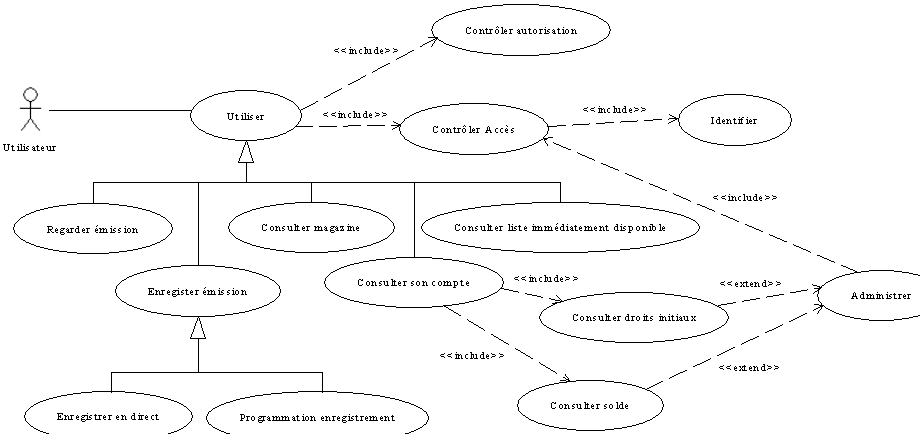 Contrôler autorisation
<<include>>
Utiliser
<<include>>
Contrôler Accès
<<include>>
Identifier
Utilisateur
<<include>>
Regarder émission
Consulter magazine
Consulter liste immédiatement disponible
Enregister émission
Consulter son compte
<<include>>
<<extend>>
Administrer
Consulter droits initiaux
<<include>>
<<extend>>
Enregistrer en direct
Programmation enregistrement
Consulter solde